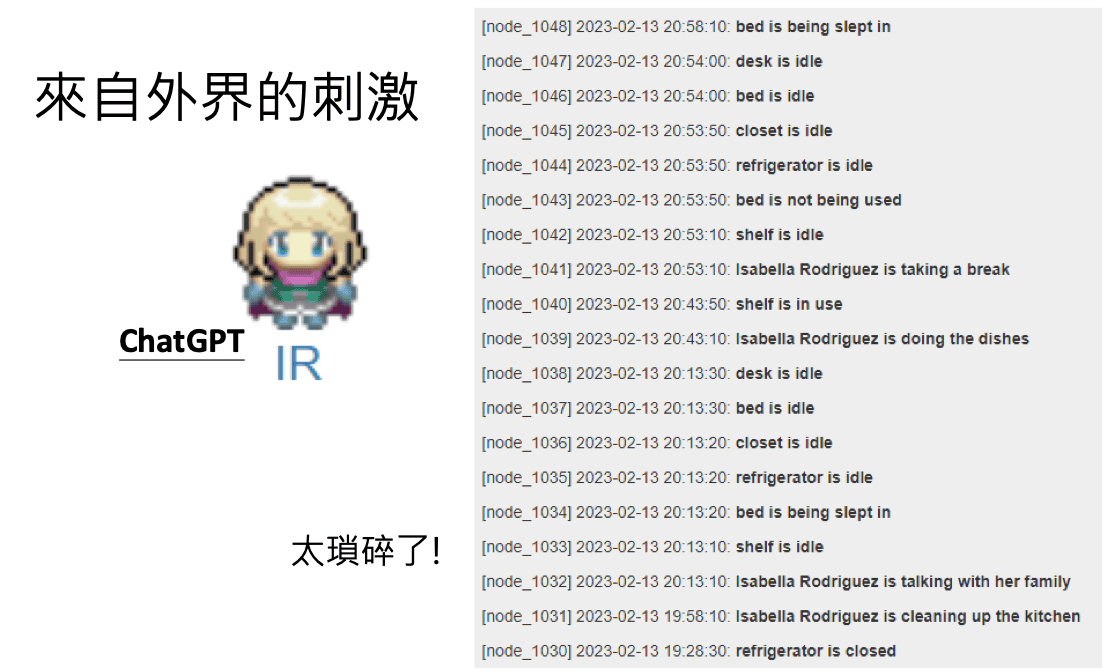 來自外界的刺激
ChatGPT
IR
太瑣碎了!
[node_1048] 2023-02-13 20:58:10: bed is being slept in
[node_1047] 2023-02-13 20:54:00: desk is idle
[node_1046] 2023-02-13 20:54:00: bed is idle
[node_1045] 2023-02-13 20:53:50: closet is idle
[node_1044] 2023-02-13 20:53:50: refrigerator is idle
[node_1043] 2023-02-13 20:53:50: bed is not being used
[node_1042] 2023-02-13 20:53:10: shelf is idle
[node_1041] 2023-02-13 20:53:10: Isabella Rodriguez is taking a break
[node_1040] 2023-02-13 20:43:50: shelf is in use
[node_1039] 2023-02-13 20:43:10: Isabella Rodriguez is doing the dishes
[node_1038] 2023-02-13 20:13:30: desk is idle
[node_1037] 2023-02-13 20:13:30: bed is idle
[node_1036] 2023-02-13 20:13:20: closet is idle
[node_1035] 2023-02-13 20:13:20: refrigerator is idle
[node_1034] 2023-02-13 20:13:20: bed is being slept in
[node_1033] 2023-02-13 20:13:10: shelf is idle
[node_1032] 2023-02-13 20:13:10: Isabella Rodriguez is talking with her family
[node_1031] 2023-02-13 19:58:10: Isabella Rodriguez is cleaning up the kitchen
[node_1030] 2023-02-13 19:28:30: refrigerator is closed